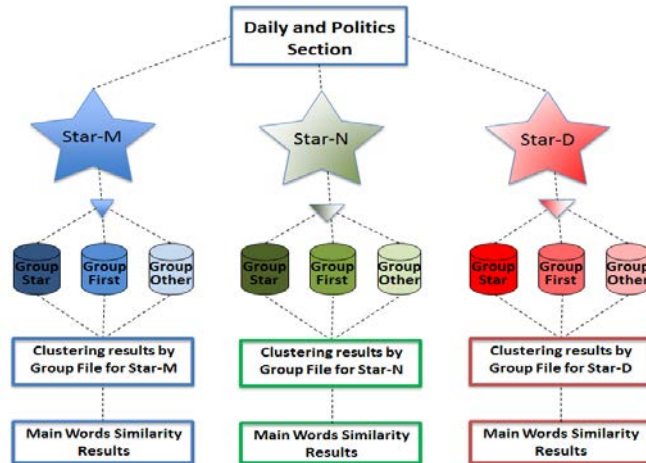 Daily and Politics
Section
Star-M
Star-N
Star-D
Group
Star
Group
First
Group
Other
Group
Star
Group
First
Group
Other
Group
Star
Group
First
Group
Other
Clustering results by
Group File for Star-M
Clustering results by
Group File for Star-N
Clustering results by
Group File for Star-D
Main Words Similarity
Results
Main Words Similarity
Results
Main Words Similarity
Results